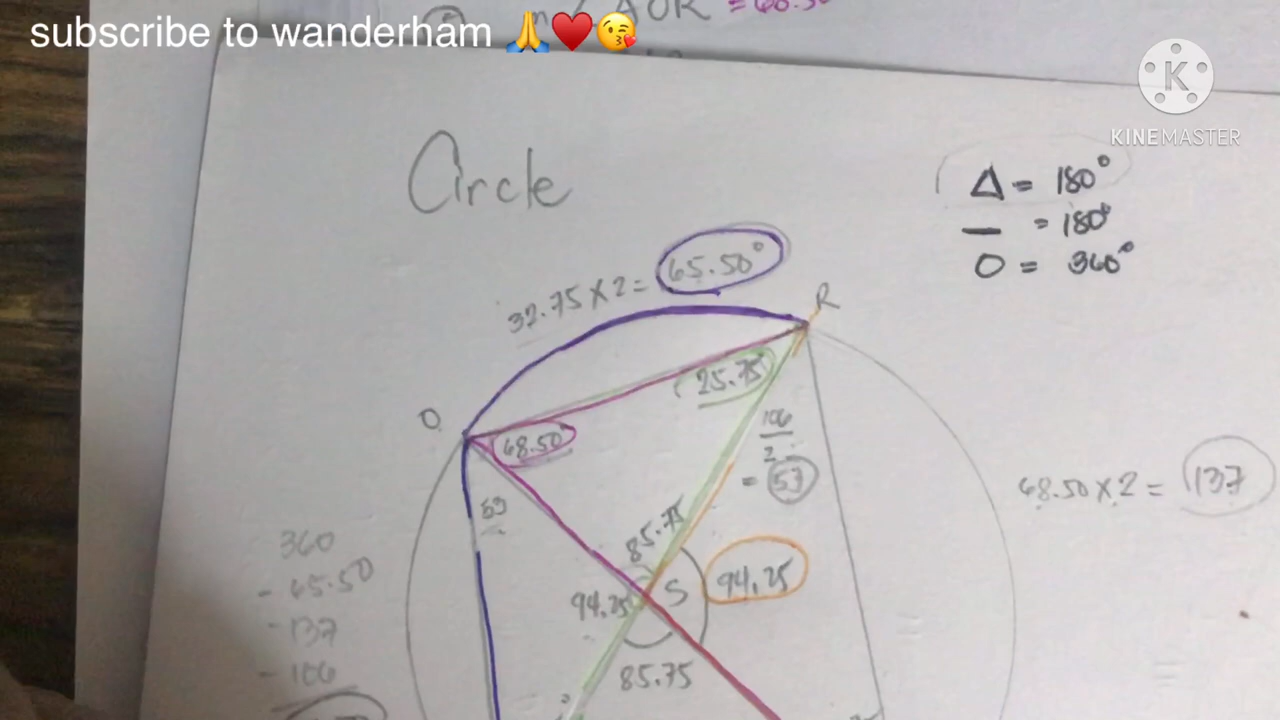 subscribe to wanderham 🙏❤️😘
K
KINEMASTER
Circle
Δ = 180°
— = 180°
O = 360°
32.75 X 2 = 65.50°
R
O
25.75
68.50°
106
2
= 53
53
68.50 X 2 = 137
85.75
94.25
S
94.25
85.75
360
- 65.50
- 137
- 106